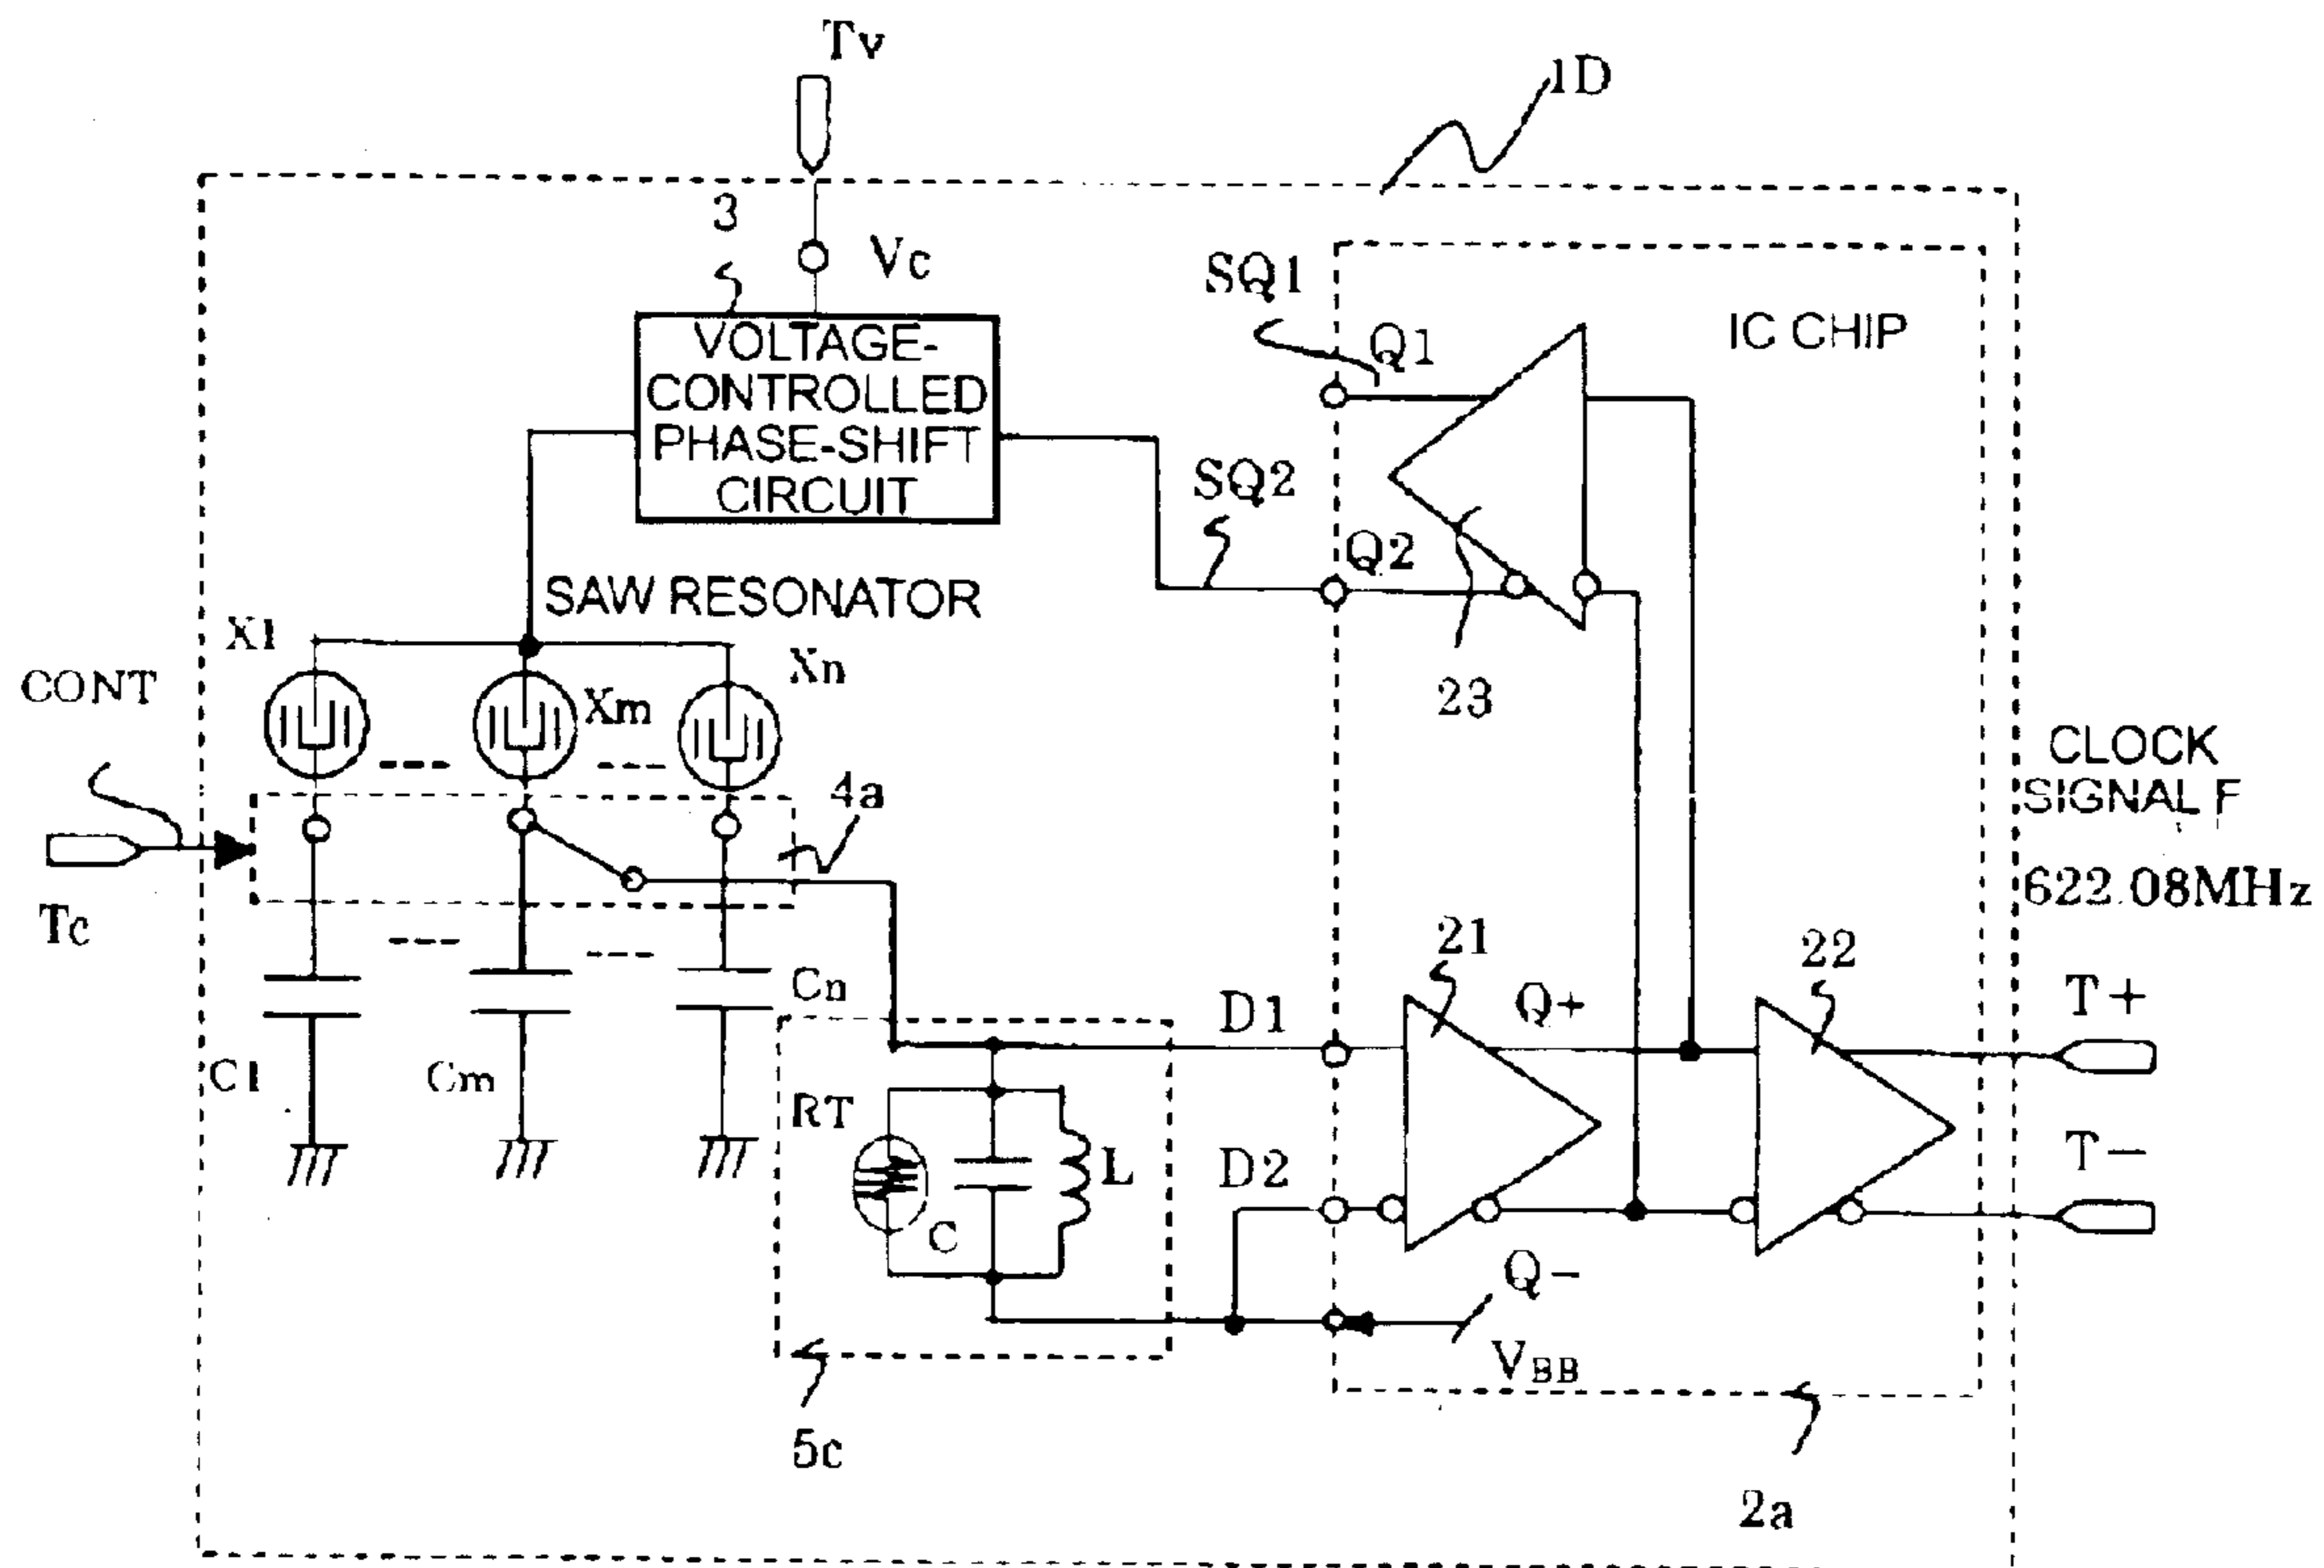 Tv
1D
3
Vc
SQ1
Q1
IC CHIP
VOLTAGE-
CONTROLLED
PHASE-SHIFT
CIRCUIT
SQ2
Q2
SAW RESONATOR
X1
Xn
CONT
Xm
23
CLOCK
SIGNAL F
4a
622.08MHz
Tc
21
22
Cn
Q+
T+
D1
C1
Cm
RT
T-
D2
L
C
Q-
VBB
5c
2a